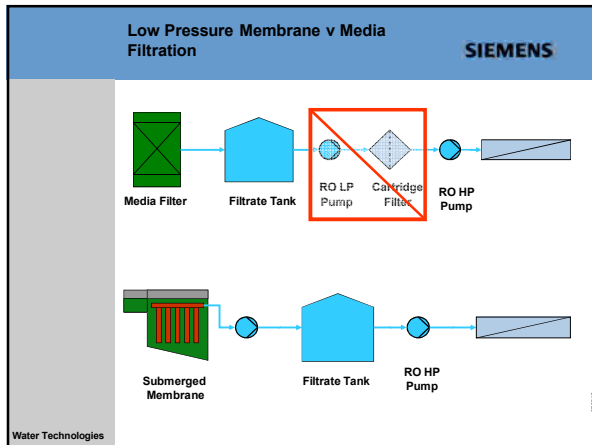 Low Pressure Membrane v Media
Filtration
SIEMENS
Media Filter
Filtrate Tank
RO LP
Pump
Cartridge
Filter
RO HP
Pump
Submerged
Membrane
Filtrate Tank
RO HP
Pump
Water Technologies